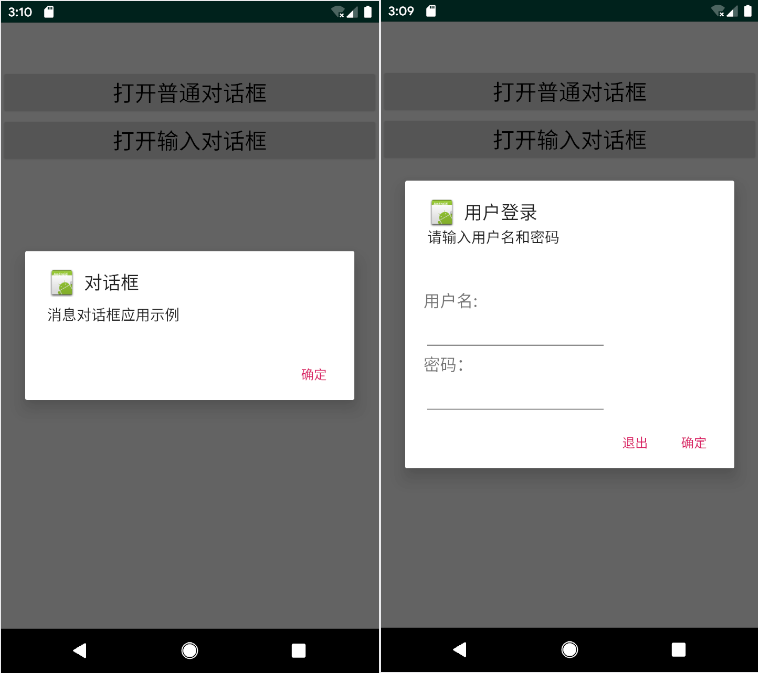 3:10
打开普通对话框
打开输入对话框
对话框
消息对话框应用示例
确定
3:09
打开普通对话框
打开输入对话框
用户登录
请输入用户名和密码
用户名:
密码:
退出 确定